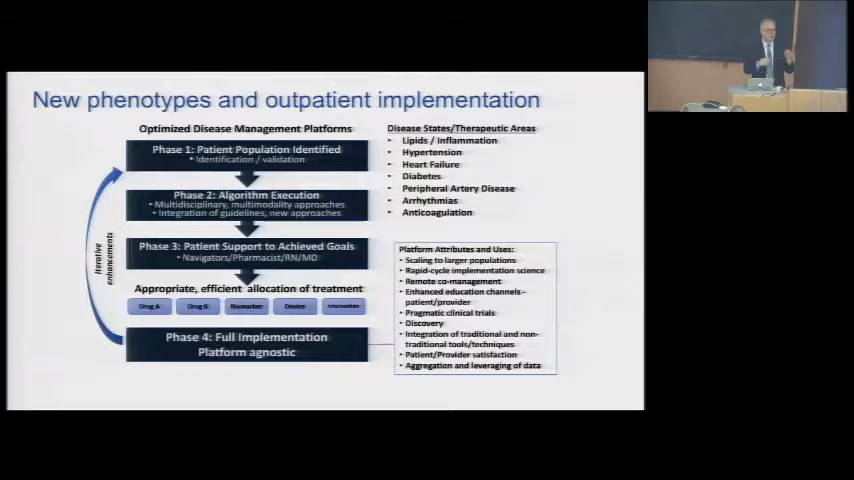 New phenotypes and outpatient implementation
Optimized Disease Management Platforms
Phase 1: Patient Population Identified
• Identification / validation
Phase 2: Algorithm Execution
• Multidisciplinary, multimodality approaches
• Integration of guidelines, new approaches
Phase 3: Patient Support to Achieved Goals
• Navigators/Pharmacist/RN/MD
Appropriate, efficient allocation of treatment
Drug A
Drug B
Biomarker
Device
Intervention
Phase 4: Full Implementation
Platform agnostic
Iterative
enhancements
Disease States/Therapeutic Areas
• Lipids / Inflammation
• Hypertension
• Heart Failure
• Diabetes
• Peripheral Artery Disease
• Arrhythmias
• Anticoagulation
Platform Attributes and Uses:
• Scaling to larger populations
• Rapid-cycle implementation science
• Remote co-management
• Enhanced education channels -
patient/provider
• Pragmatic clinical trials
• Discovery
• Integration of traditional and non-
traditional tools/techniques
• Patient/Provider satisfaction
• Aggregation and leveraging of data